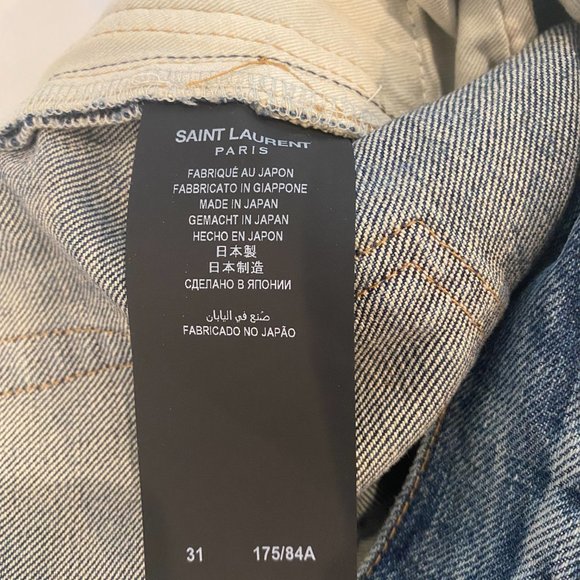 SAINT LAURENT
PARIS
FABRIQUÉ AU JAPON
FABBRICATO IN GIAPPONE
MADE IN JAPAN
GEMACHT IN JAPAN
HECHO EN JAPON
日本製
日本制造
СДЕЛАНО В ЯПОНИИ
صنع في اليابان
FABRICADO NO JAPÃO
31 175/84A